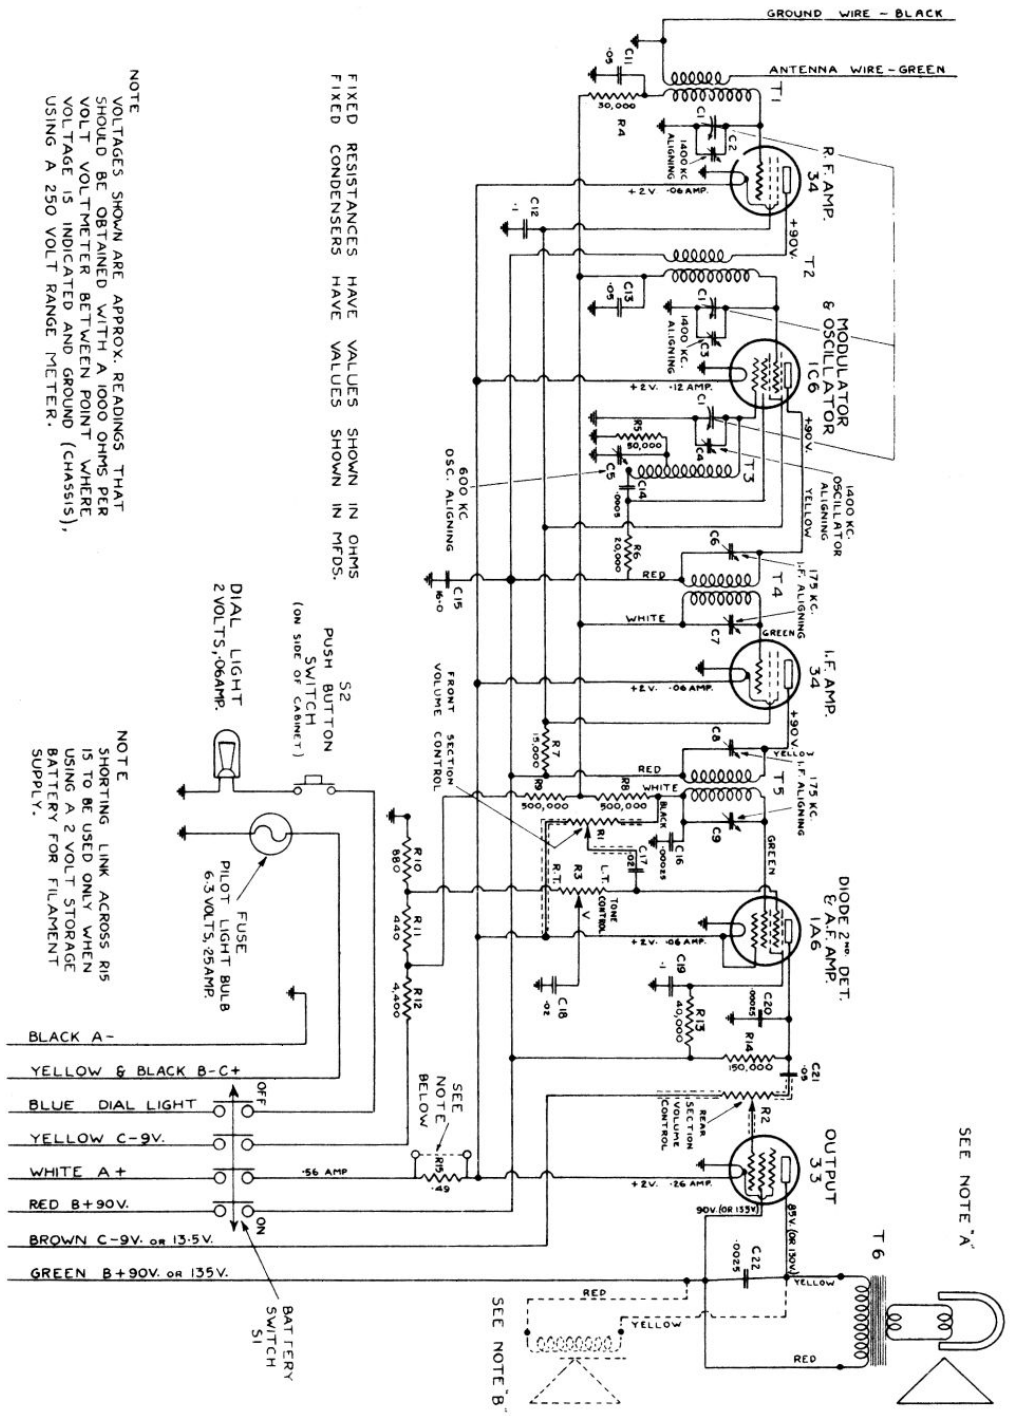 GROUND WIRE - BLACK
ANTENNA WIRE-GREEN
T1
C11
.05
30,000
R4
C1
C2
1400 KC
ALIGNING
R.F. AMP.
34
+2V. .06 AMP.
+90V.
C12
.1
T2
C13
.05
C1
C3
1400 KC.
ALIGNING
MODULATOR
& OSCILLATOR
1C6
+2V. .12 AMP.
+90V.
YELLOW
C1
C4
R5
50,000
C5
T3
1400 KC.
OSCILLATOR
ALIGNING
600 KC.
OSC. ALIGNING
C14
.0005
R6
20,000
RED
C15
16.0
C6
175 KC.
I.F. ALIGNING
T4
C7
WHITE
GREEN
I.F. AMP.
34
+2V. .06 AMP.
+90V.
YELLOW
R7
15,000
RED
C8
175 KC.
I.F. ALIGNING
T5
C9
WHITE
GREEN
R9
500,000
R8
500,000
BLACK
FRONT SECTION
VOLUME CONTROL
R1
C16
.00025
C17
.02
R.T.
R3
L.T.
TONE
CONTROL
V
DIODE 2ND. DET.
& A.F. AMP.
1A6
+2V. .06 AMP.
C18
.02
C19
.1
R13
40,000
C20
.00025
R14
150,000
C21
.05
R10
880
R11
440
R12
4,400
REAR
SECTION
VOLUME
CONTROL
R2
OUTPUT
33
+2V. .26 AMP.
90V.(OR 135V)
85V.(OR 130V.)
SEE
NOTE
BELOW
R15
.49
.56 AMP
C22
.0025
YELLOW
RED
T6
SEE NOTE "A"
RED
YELLOW
SEE NOTE "B"
FIXED RESISTANCES HAVE VALUES SHOWN IN OHMS
FIXED CONDENSERS HAVE VALUES SHOWN IN MFDS.
NOTE
VOLTAGES SHOWN ARE APPROX. READINGS THAT
SHOULD BE OBTAINED WITH A 1000 OHMS PER
VOLT VOLTMETER BETWEEN POINT WHERE
VOLTAGE IS INDICATED AND GROUND (CHASSIS),
USING A 250 VOLT RANGE METER.
S2
PUSH BUTTON
SWITCH
(ON SIDE OF CABINET)
DIAL LIGHT
2 VOLTS, .06AMP.
FUSE
PILOT LIGHT BULB
6.3 VOLTS, .25AMP.
NOTE
SHORTING LINK ACROSS R15
IS TO BE USED ONLY WHEN
USING A 2 VOLT STORAGE
BATTERY FOR FILAMENT
SUPPLY.
BLACK A-
YELLOW & BLACK B-C+
BLUE DIAL LIGHT
OFF
YELLOW C-9V.
WHITE A+
RED B+90V.
ON
BROWN C-9V. OR 13.5V.
GREEN B+90V. OR 135V.
BATTERY
SWITCH
S1